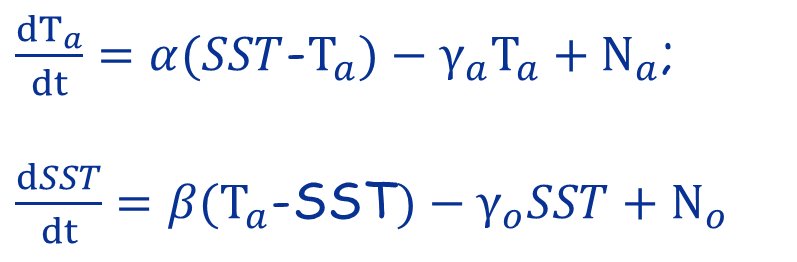 dTₐ/dt = α(SST-Tₐ) − γₐTₐ + Nₐ;
dSST/dt = β(Tₐ-SST) − γₒSST + Nₒ